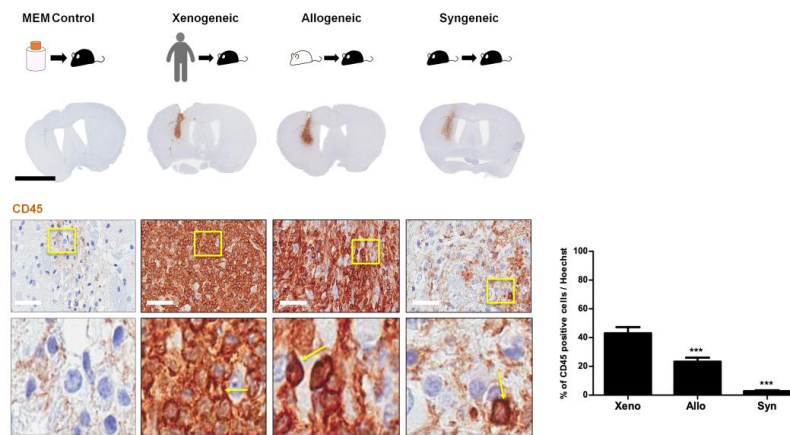 MEM Control Xenogeneic Allogeneic Syngeneic
CD45
% of CD45 positive cells / Hoechst
100
80
60
40
20
0
*** ***
Xeno Allo Syn